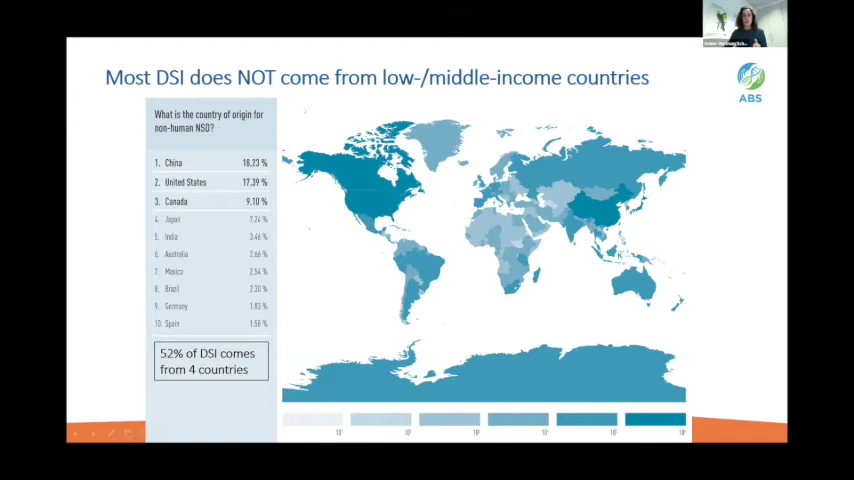 Most DSI does NOT come from low-/middle-income countries
ABS
What is the country of origin for
non-human NSD?
1. China 18.23 %
2. United States 17.39 %
3. Canada 9.10 %
4. Japan 7.24 %
5. India 3.46 %
6. Australia 2.66 %
7. Mexico 2.54 %
8. Brazil 2.30 %
9. Germany 1.83 %
10. Spain 1.58 %
52% of DSI comes
from 4 countries